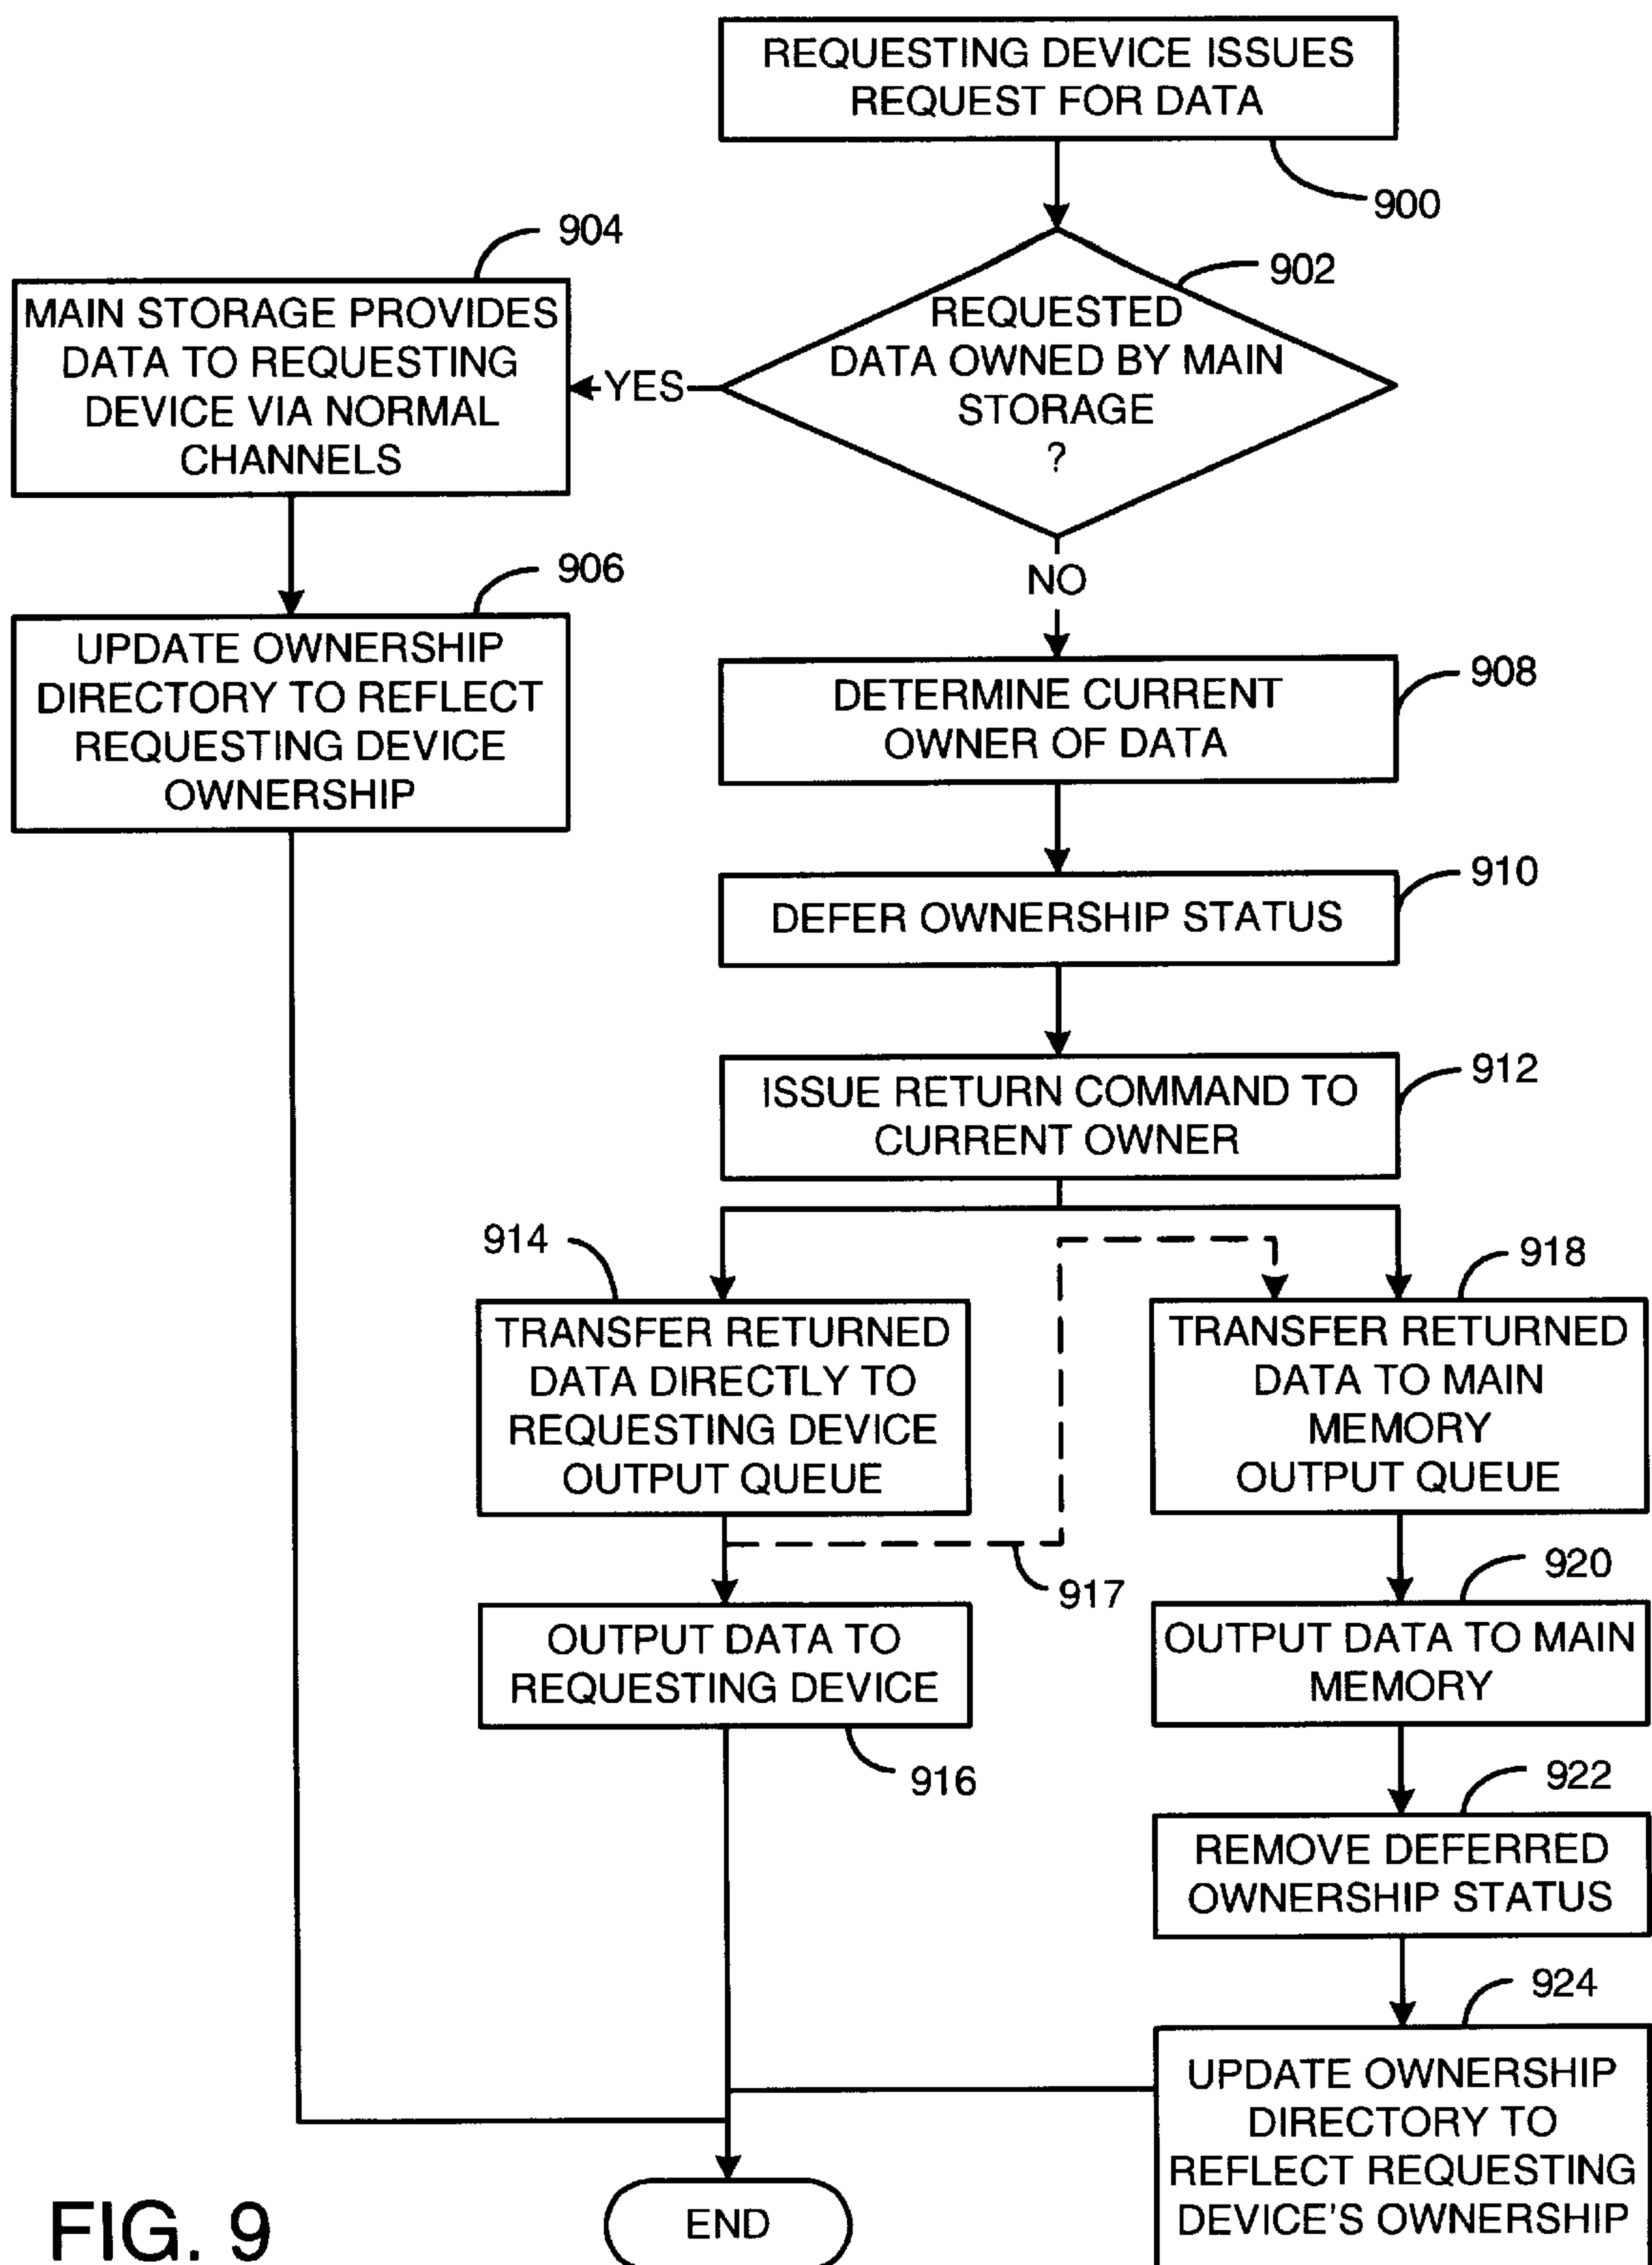 REQUESTING DEVICE ISSUES
REQUEST FOR DATA
900
902
REQUESTED
DATA OWNED BY MAIN
STORAGE
?
YES
904
MAIN STORAGE PROVIDES
DATA TO REQUESTING
DEVICE VIA NORMAL
CHANNELS
906
UPDATE OWNERSHIP
DIRECTORY TO REFLECT
REQUESTING DEVICE
OWNERSHIP
NO
DETERMINE CURRENT
OWNER OF DATA
908
DEFER OWNERSHIP STATUS
910
ISSUE RETURN COMMAND TO
CURRENT OWNER
912
914
TRANSFER RETURNED
DATA DIRECTLY TO
REQUESTING DEVICE
OUTPUT QUEUE
917
OUTPUT DATA TO
REQUESTING DEVICE
916
918
TRANSFER RETURNED
DATA TO MAIN
MEMORY
OUTPUT QUEUE
920
OUTPUT DATA TO MAIN
MEMORY
922
REMOVE DEFERRED
OWNERSHIP STATUS
924
UPDATE OWNERSHIP
DIRECTORY TO
REFLECT REQUESTING
DEVICE'S OWNERSHIP
END
FIG. 9